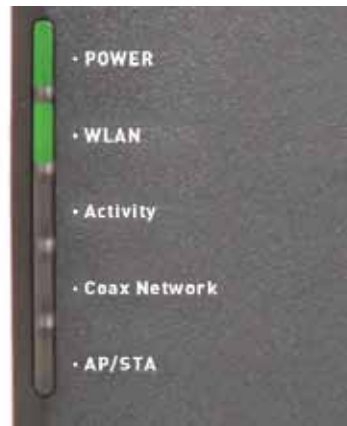 · POWER
· WLAN
· Activity
· Coax Network
· AP/STA